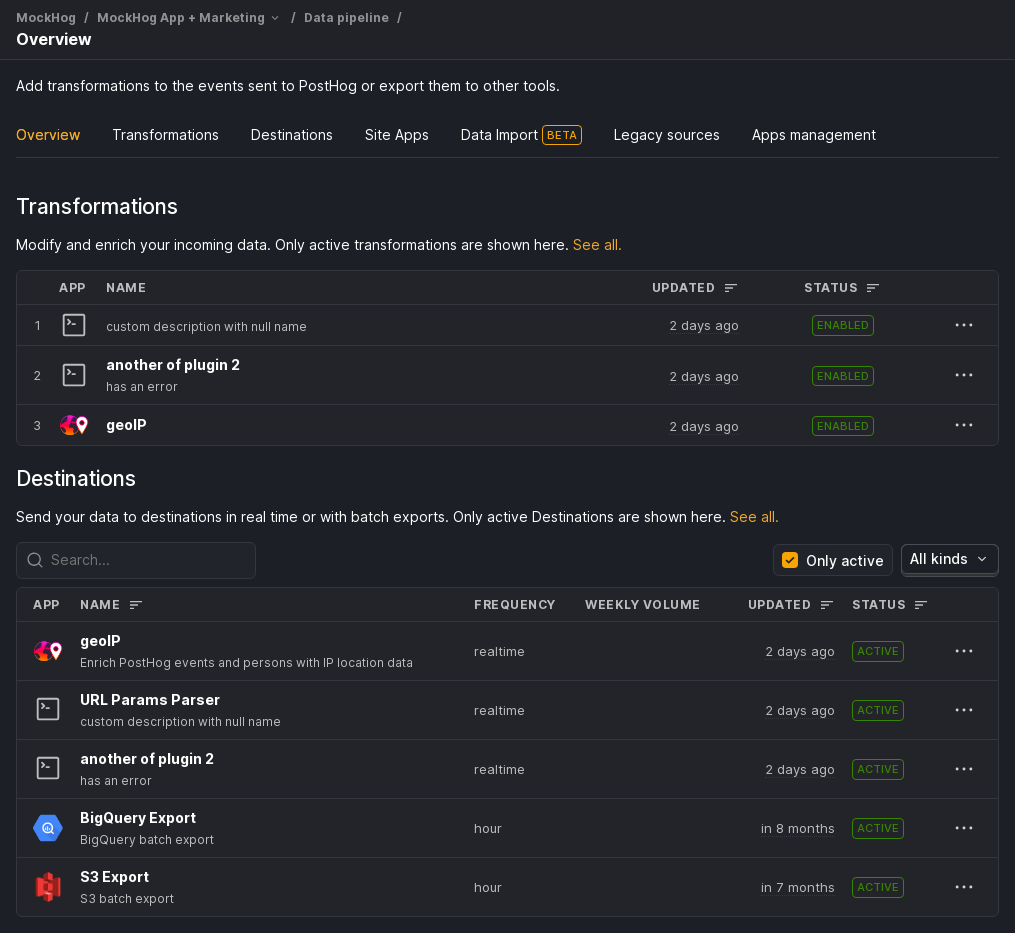 MockHog / MockHog App + Marketing / Data pipeline /
Overview
Add transformations to the events sent to PostHog or export them to other tools.
Overview Transformations Destinations Site Apps Data Import BETA Legacy sources Apps management
Transformations
Modify and enrich your incoming data. Only active transformations are shown here. See all.
APP NAME UPDATED STATUS
1 custom description with null name 2 days ago ENABLED
another of plugin 2
2 2 days ago ENABLED
has an error
3 geoIP 2 days ago ENABLED
Destinations
Send your data to destinations in real time or with batch exports. Only active Destinations are shown here. See all.
Search... Only active All kinds
APP NAME FREQUENCY WEEKLY VOLUME UPDATED STATUS
geoIP
realtime 2 days ago ACTIVE
Enrich PostHog events and persons with IP location data
URL Params Parser
realtime 2 days ago ACTIVE
custom description with null name
another of plugin 2
realtime 2 days ago ACTIVE
has an error
BigQuery Export
hour in 8 months ACTIVE
BigQuery batch export
S3 Export
hour in 7 months ACTIVE
S3 batch export